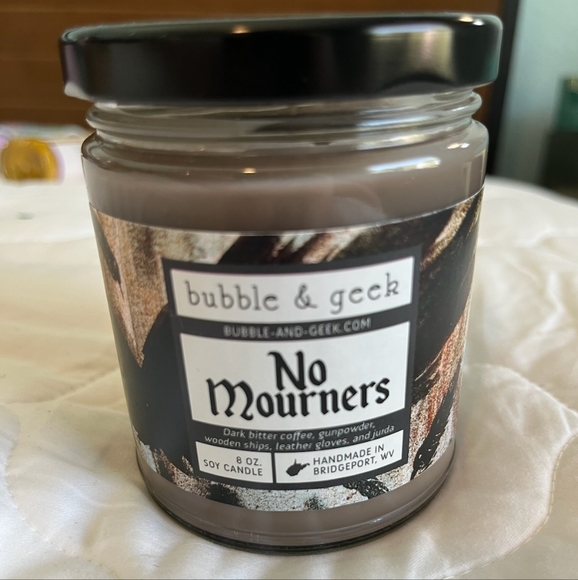 bubble & geek
BUBBLE-AND-GEEK.COM
No
Mourners
Dark bitter coffee, gunpowder,
wooden ships, leather gloves, and jurda
8 OZ.
SOY CANDLE
HANDMADE IN
BRIDGEPORT, WV